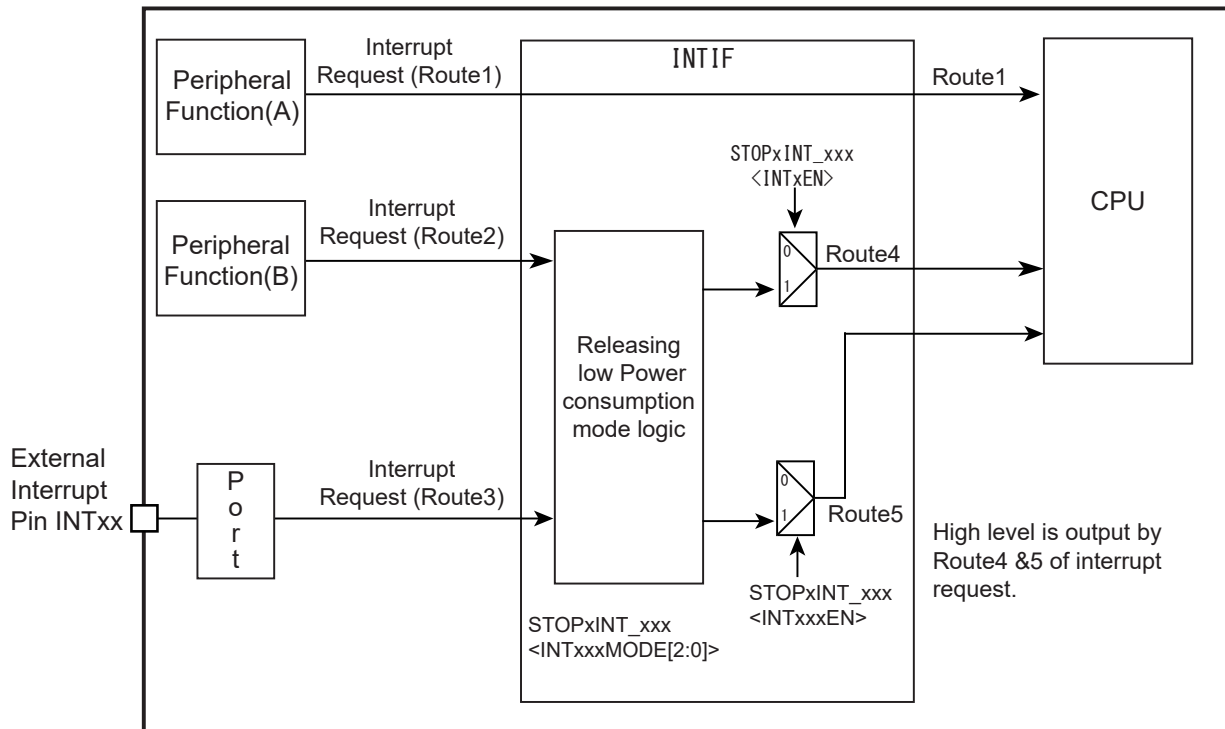 Interrupt
Request (Route1)
INTIF
Route1
Peripheral
Function(A)
STOPxINT_xxx
<INTxEN>
CPU
Interrupt
Request (Route2)
Peripheral
Function(B)
0
1
Route4
Releasing
low Power
consumption
mode logic
External
Interrupt
Pin INTxx
P
o
r
t
Interrupt
Request (Route3)
0
1
Route5
High level is output by
Route4 &5 of interrupt
request.
STOPxINT_xxx
<INTxxxEN>
STOPxINT_xxx
<INTxxxMODE[2:0]>